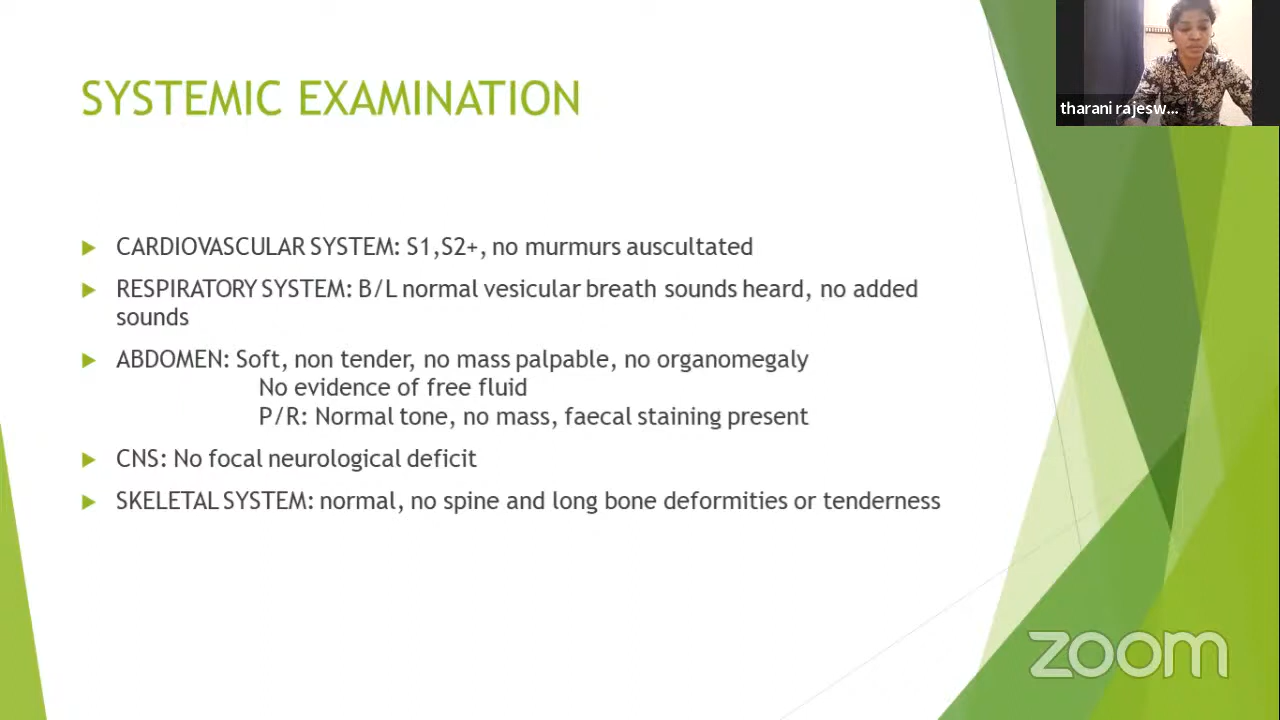 SYSTEMIC EXAMINATION
tharani rajesw...
CARDIOVASCULAR SYSTEM: S1,S2+, no murmurs auscultated
RESPIRATORY SYSTEM: B/L normal vesicular breath sounds heard, no added
sounds
ABDOMEN: Soft, non tender, no mass palpable, no organomegaly
No evidence of free fluid
P/R: Normal tone, no mass, faecal staining present
CNS: No focal neurological deficit
SKELETAL SYSTEM: normal, no spine and long bone deformities or tenderness
zoom